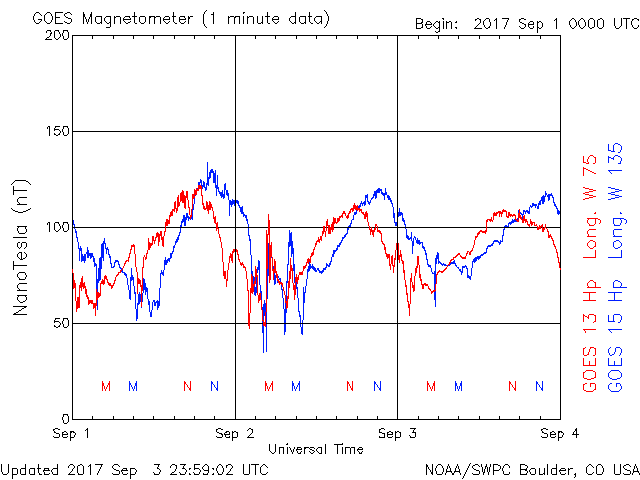 GOES Magnetometer (1 minute data)
Begin: 2017 Sep 1 0000 UTC
200
150
100
50
0
NanoTesla (nT)
M M N N M M N N M M N N
Sep 1 Sep 2 Sep 3 Sep 4
Universal Time
GOES 13 Hp Long. W 75
GOES 15 Hp Long. W 135
Updated 2017 Sep 3 23:59:02 UTC
NOAA/SWPC Boulder, CO USA